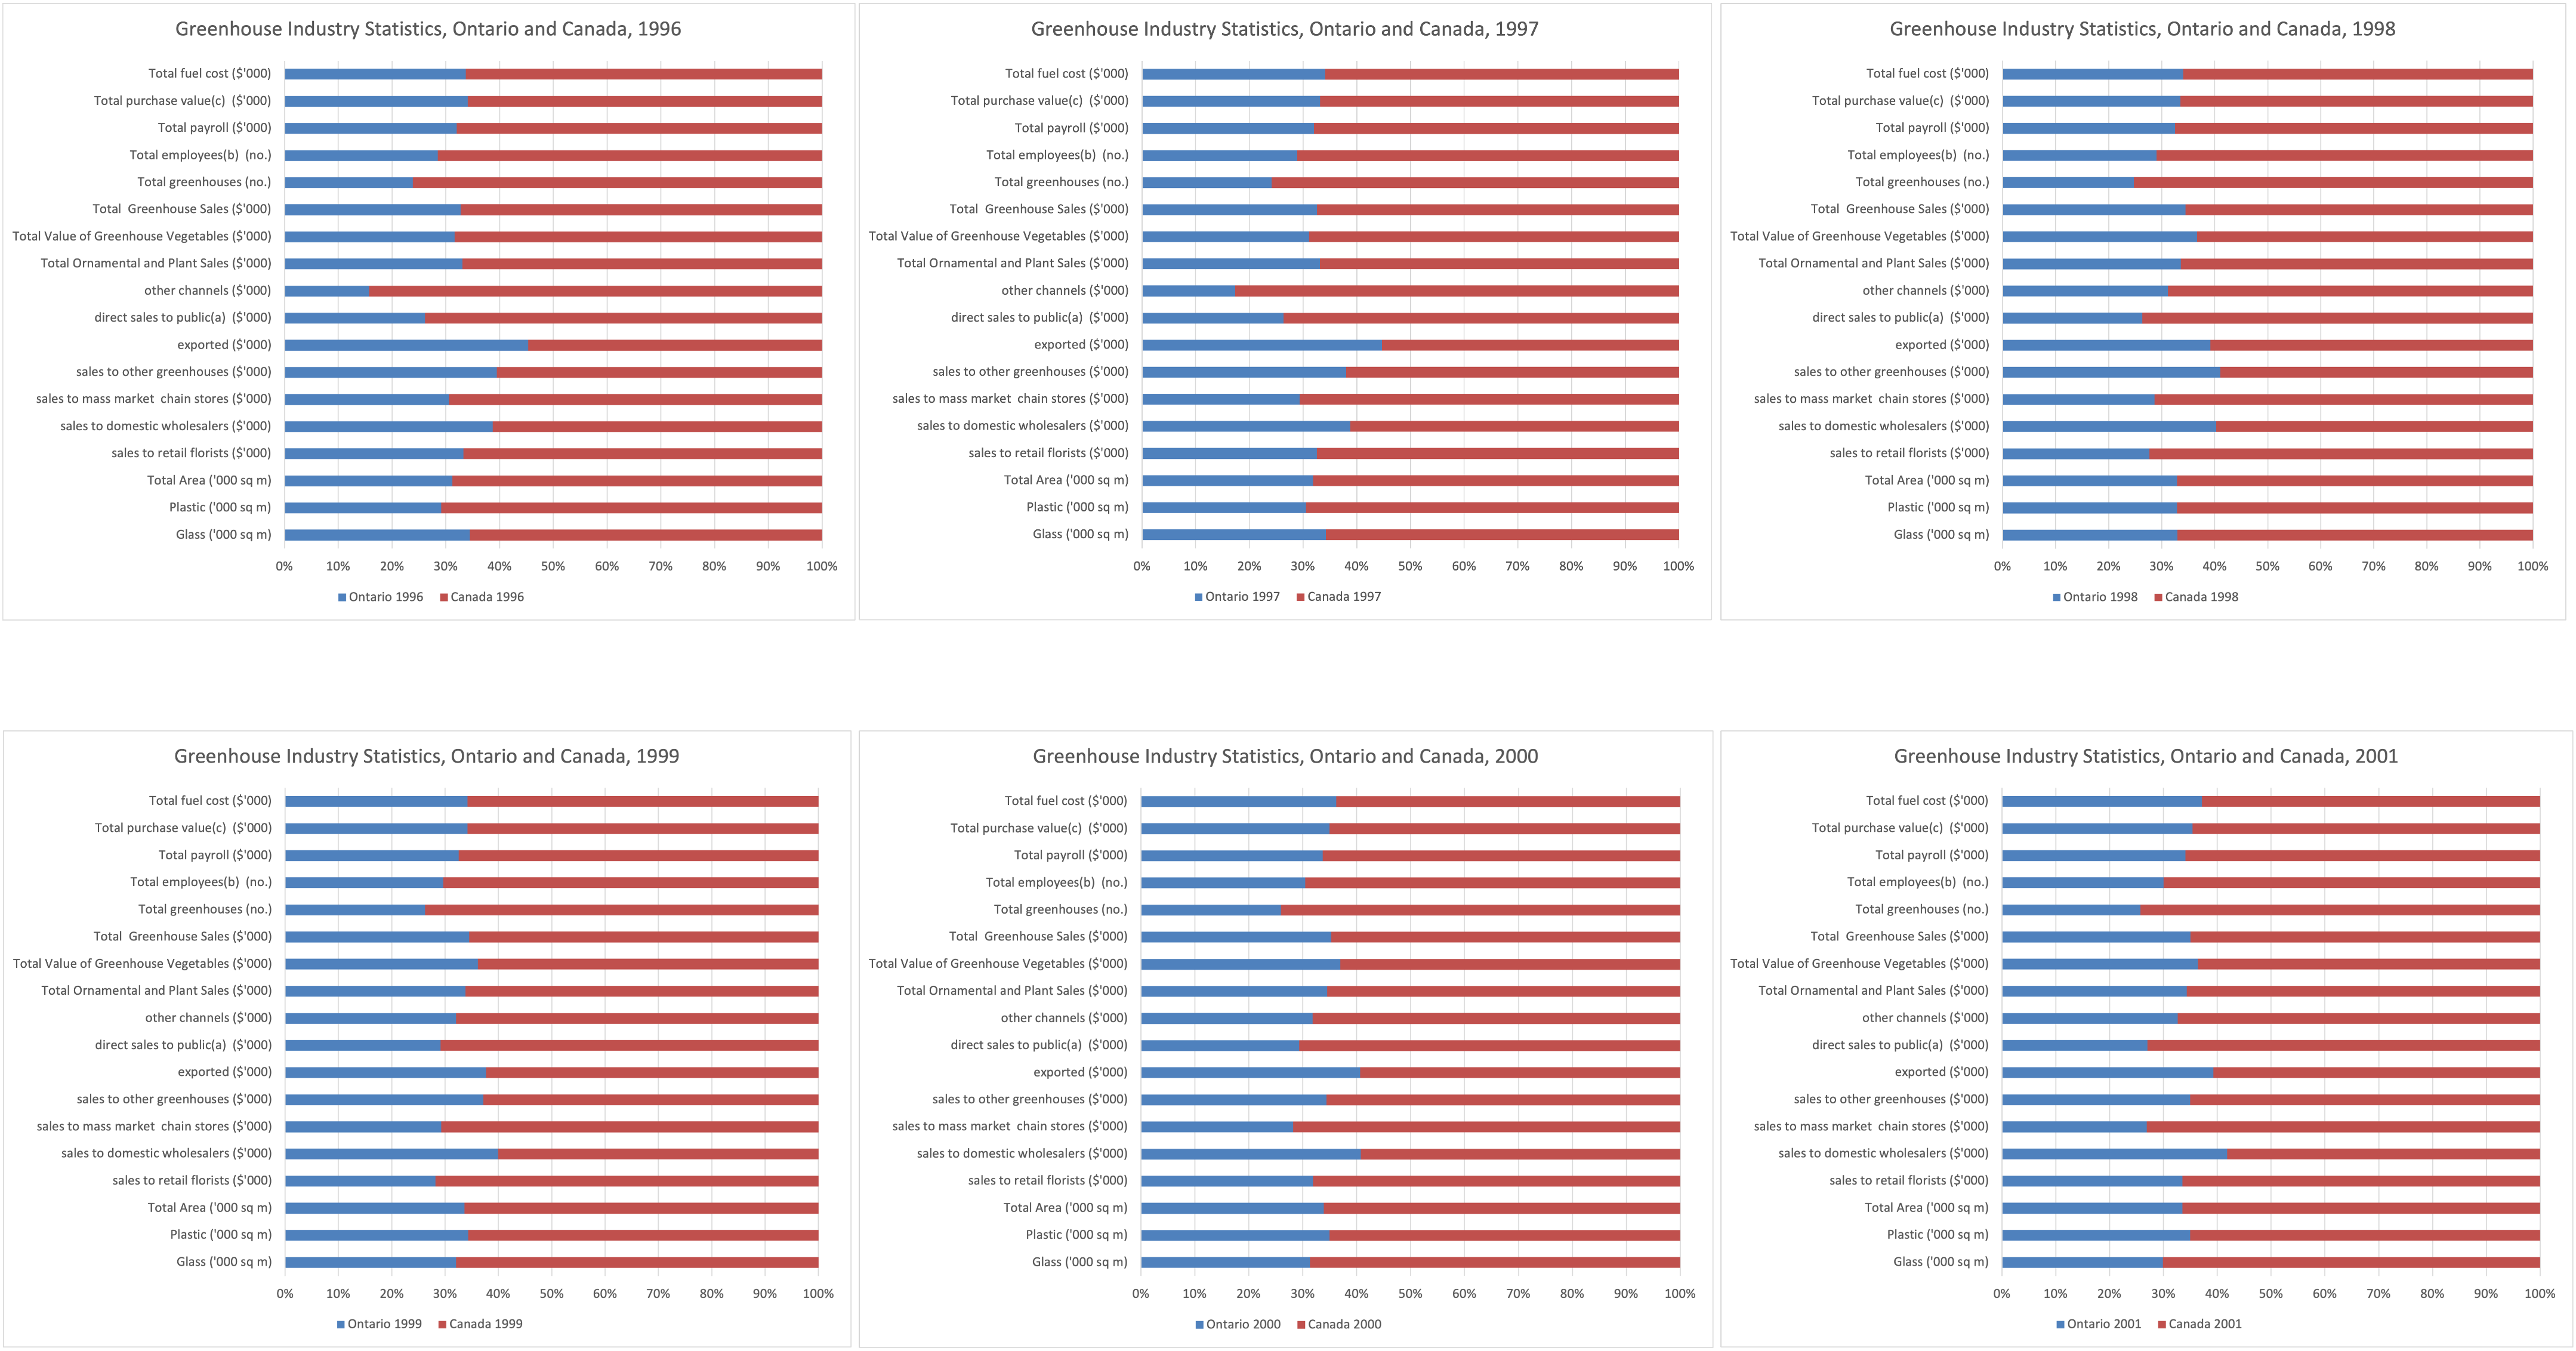 Greenhouse Industry Statistics, Ontario and Canada, 1996
Total fuel cost ($'000)
Total purchase value(c)  ($'000)
Total payroll ($'000)
Total employees(b)  (no.)
Total greenhouses (no.)
Total  Greenhouse Sales ($'000)
Total Value of Greenhouse Vegetables ($'000)
Total Ornamental and Plant Sales ($'000)
other channels ($'000)
direct sales to public(a)  ($'000)
exported ($'000)
sales to other greenhouses ($'000)
sales to mass market  chain stores ($'000)
sales to domestic wholesalers ($'000)
sales to retail florists ($'000)
Total Area ('000 sq m)
Plastic ('000 sq m)
Glass ('000 sq m)
0% 10% 20% 30% 40% 50% 60% 70% 80% 90% 100%
Ontario 1996 Canada 1996
Greenhouse Industry Statistics, Ontario and Canada, 1997
Total fuel cost ($'000)
Total purchase value(c)  ($'000)
Total payroll ($'000)
Total employees(b)  (no.)
Total greenhouses (no.)
Total  Greenhouse Sales ($'000)
Total Value of Greenhouse Vegetables ($'000)
Total Ornamental and Plant Sales ($'000)
other channels ($'000)
direct sales to public(a)  ($'000)
exported ($'000)
sales to other greenhouses ($'000)
sales to mass market  chain stores ($'000)
sales to domestic wholesalers ($'000)
sales to retail florists ($'000)
Total Area ('000 sq m)
Plastic ('000 sq m)
Glass ('000 sq m)
0% 10% 20% 30% 40% 50% 60% 70% 80% 90% 100%
Ontario 1997 Canada 1997
Greenhouse Industry Statistics, Ontario and Canada, 1998
Total fuel cost ($'000)
Total purchase value(c)  ($'000)
Total payroll ($'000)
Total employees(b)  (no.)
Total greenhouses (no.)
Total  Greenhouse Sales ($'000)
Total Value of Greenhouse Vegetables ($'000)
Total Ornamental and Plant Sales ($'000)
other channels ($'000)
direct sales to public(a)  ($'000)
exported ($'000)
sales to other greenhouses ($'000)
sales to mass market  chain stores ($'000)
sales to domestic wholesalers ($'000)
sales to retail florists ($'000)
Total Area ('000 sq m)
Plastic ('000 sq m)
Glass ('000 sq m)
0% 10% 20% 30% 40% 50% 60% 70% 80% 90% 100%
Ontario 1998 Canada 1998
Greenhouse Industry Statistics, Ontario and Canada, 1999
Total fuel cost ($'000)
Total purchase value(c)  ($'000)
Total payroll ($'000)
Total employees(b)  (no.)
Total greenhouses (no.)
Total  Greenhouse Sales ($'000)
Total Value of Greenhouse Vegetables ($'000)
Total Ornamental and Plant Sales ($'000)
other channels ($'000)
direct sales to public(a)  ($'000)
exported ($'000)
sales to other greenhouses ($'000)
sales to mass market  chain stores ($'000)
sales to domestic wholesalers ($'000)
sales to retail florists ($'000)
Total Area ('000 sq m)
Plastic ('000 sq m)
Glass ('000 sq m)
0% 10% 20% 30% 40% 50% 60% 70% 80% 90% 100%
Ontario 1999 Canada 1999
Greenhouse Industry Statistics, Ontario and Canada, 2000
Total fuel cost ($'000)
Total purchase value(c)  ($'000)
Total payroll ($'000)
Total employees(b)  (no.)
Total greenhouses (no.)
Total  Greenhouse Sales ($'000)
Total Value of Greenhouse Vegetables ($'000)
Total Ornamental and Plant Sales ($'000)
other channels ($'000)
direct sales to public(a)  ($'000)
exported ($'000)
sales to other greenhouses ($'000)
sales to mass market  chain stores ($'000)
sales to domestic wholesalers ($'000)
sales to retail florists ($'000)
Total Area ('000 sq m)
Plastic ('000 sq m)
Glass ('000 sq m)
0% 10% 20% 30% 40% 50% 60% 70% 80% 90% 100%
Ontario 2000 Canada 2000
Greenhouse Industry Statistics, Ontario and Canada, 2001
Total fuel cost ($'000)
Total purchase value(c)  ($'000)
Total payroll ($'000)
Total employees(b)  (no.)
Total greenhouses (no.)
Total  Greenhouse Sales ($'000)
Total Value of Greenhouse Vegetables ($'000)
Total Ornamental and Plant Sales ($'000)
other channels ($'000)
direct sales to public(a)  ($'000)
exported ($'000)
sales to other greenhouses ($'000)
sales to mass market  chain stores ($'000)
sales to domestic wholesalers ($'000)
sales to retail florists ($'000)
Total Area ('000 sq m)
Plastic ('000 sq m)
Glass ('000 sq m)
0% 10% 20% 30% 40% 50% 60% 70% 80% 90% 100%
Ontario 2001 Canada 2001